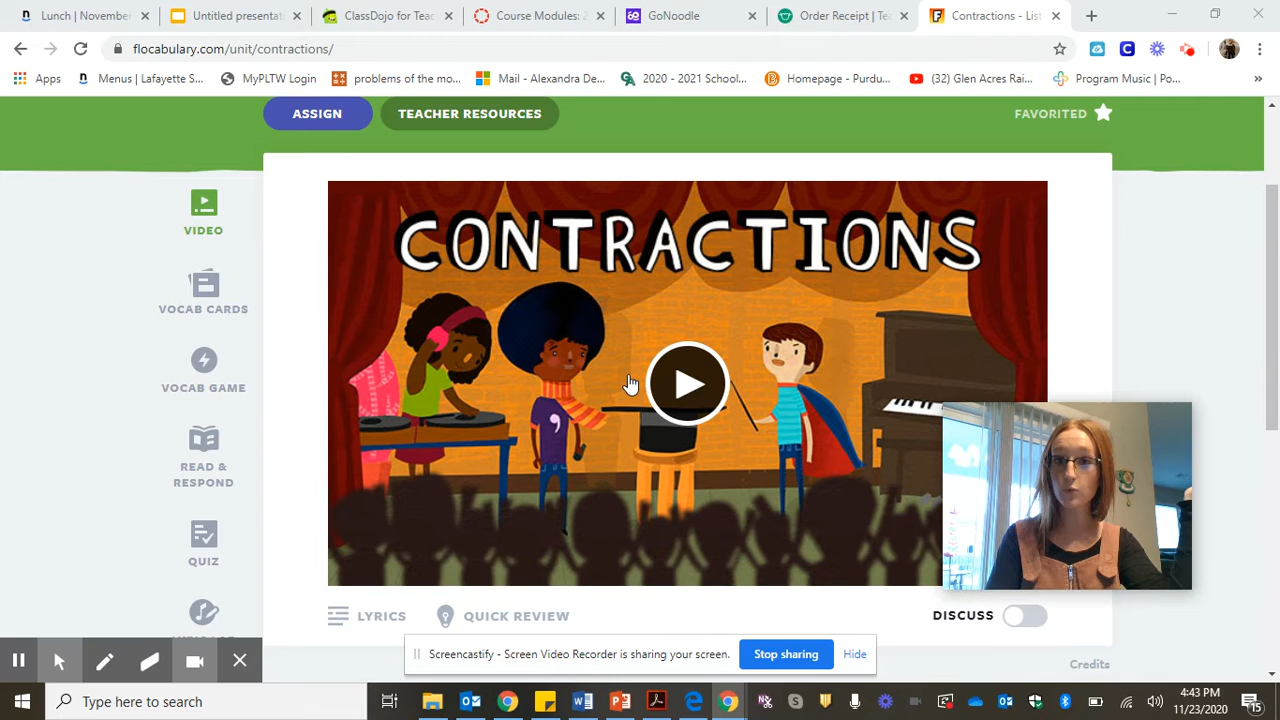 Lunch | November
Untitled presentati
ClassDojo for Teac
Course Modules: 2
GoNoodle
Order Receipt | Te
Contractions - List
flocabulary.com/unit/contractions/
Apps
Menus | Lafayette S...
MyPLTW Login
problems of the mo...
Mail - Alexandra De...
2020 - 2021 School...
Homepage - Purdu...
(32) Glen Acres Rai...
Program Music | Po...
ASSIGN
TEACHER RESOURCES
FAVORITED
VIDEO
VOCAB CARDS
VOCAB GAME
READ &
RESPOND
QUIZ
CONTRACTIONS
LYRICS
QUICK REVIEW
DISCUSS
Screencastify - Screen Video Recorder is sharing your screen.
Stop sharing
Hide
Credits
Type here to search
4:43 PM
11/23/2020
15